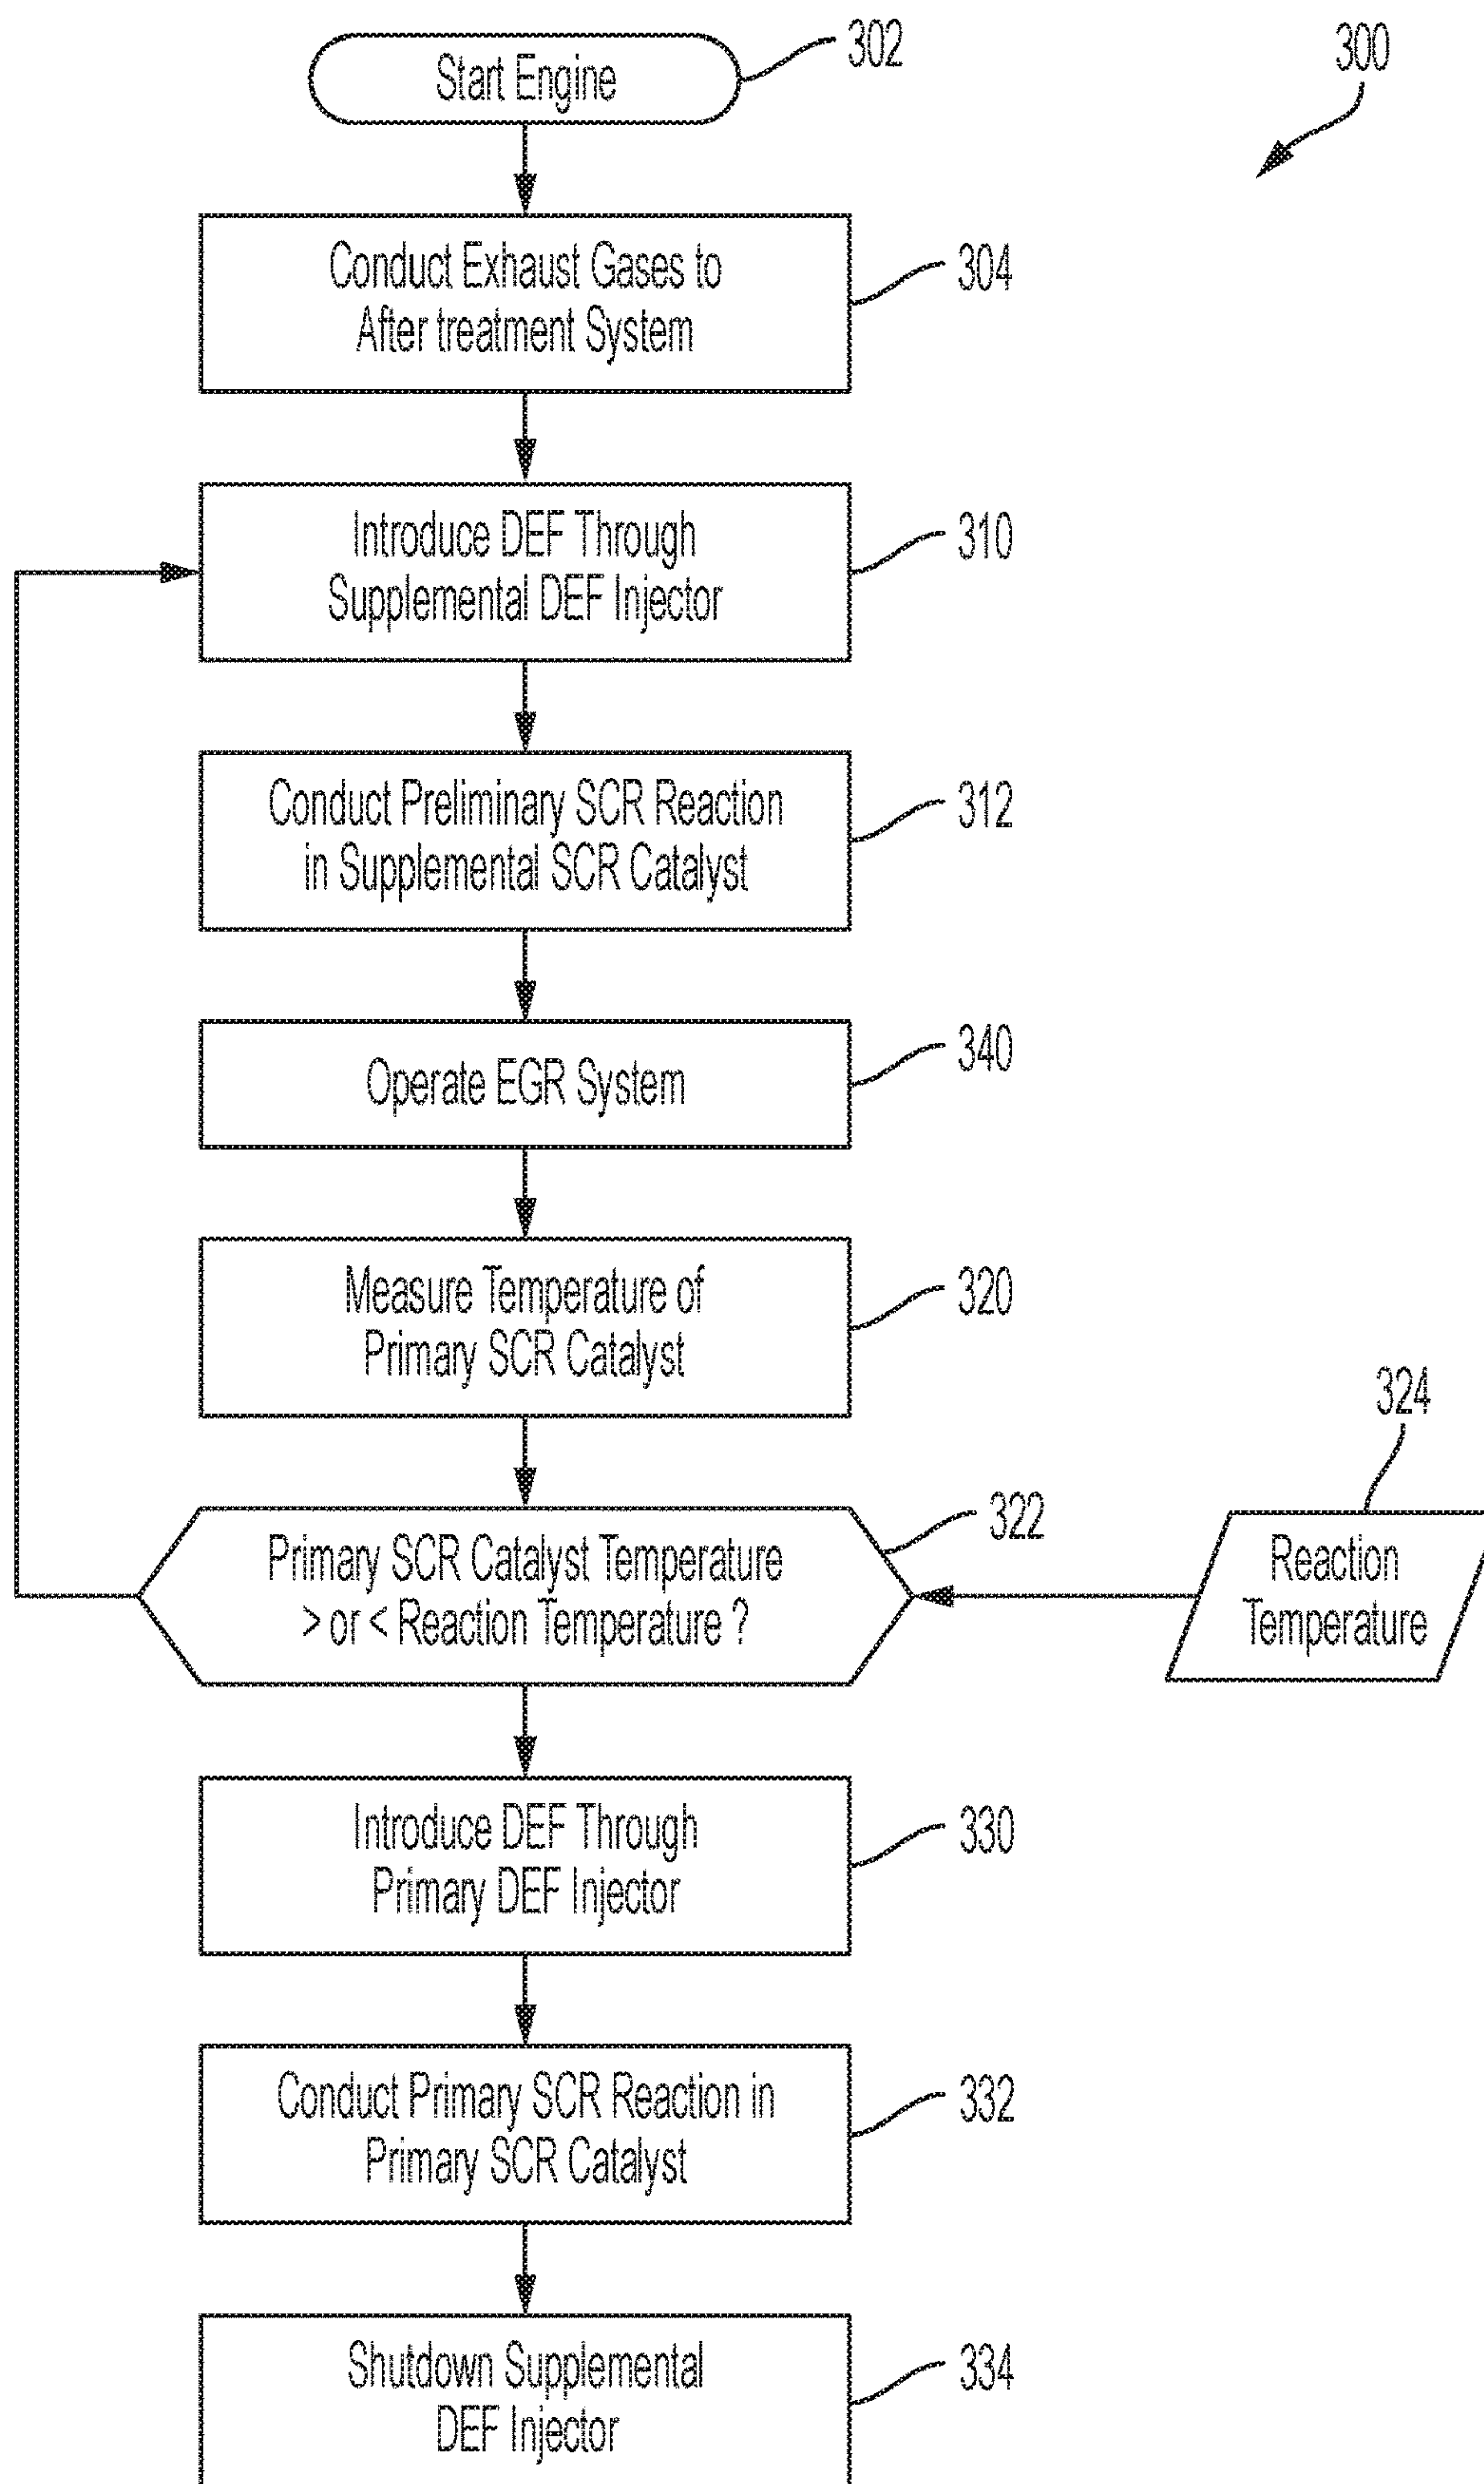 Start Engine
302
300
Conduct Exhaust Gases to
After treatment System
304
Introduce DEF Through
Supplemental DEF Injector
310
Conduct Preliminary SCR Reaction
in Supplemental SCR Catalyst
312
Operate EGR System
340
Measure Temperature of
Primary SCR Catalyst
320
Primary SCR Catalyst Temperature
> or < Reaction Temperature ?
322
324
Reaction
Temperature
Introduce DEF Through
Primary DEF Injector
330
Conduct Primary SCR Reaction in
Primary SCR Catalyst
332
Shutdown Supplemental
DEF Injector
334